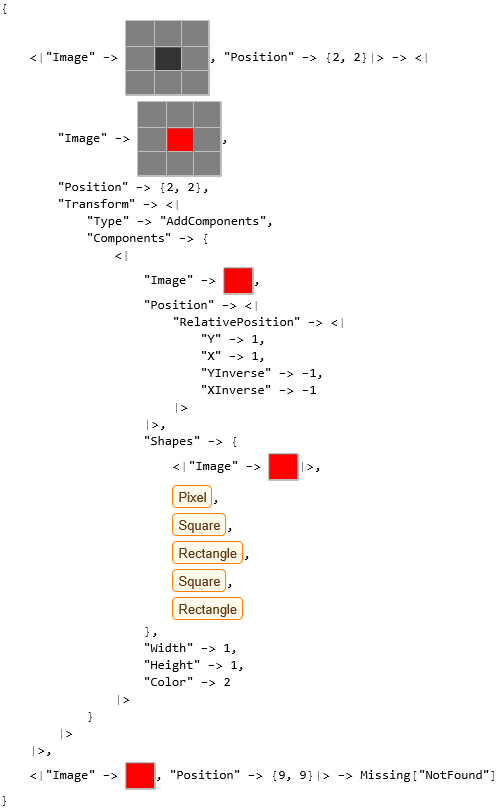 {
<|"Image" -> , "Position" -> {2, 2}|> -> <|
"Image" -> ,
"Position" -> {2, 2},
"Transform" -> <|
"Type" -> "AddComponents",
"Components" -> {
<|
"Image" -> ,
"Position" -> <|
"RelativePosition" -> <|
"Y" -> 1,
"X" -> 1,
"YInverse" -> -1,
"XInverse" -> -1
|>
|>,
"Shapes" -> {
<|"Image" -> |>,
Pixel,
Square,
Rectangle,
Square,
Rectangle
},
"Width" -> 1,
"Height" -> 1,
"Color" -> 2
|>
}
|>
|>,
<|"Image" -> , "Position" -> {9, 9}|> -> Missing["NotFound"]
}